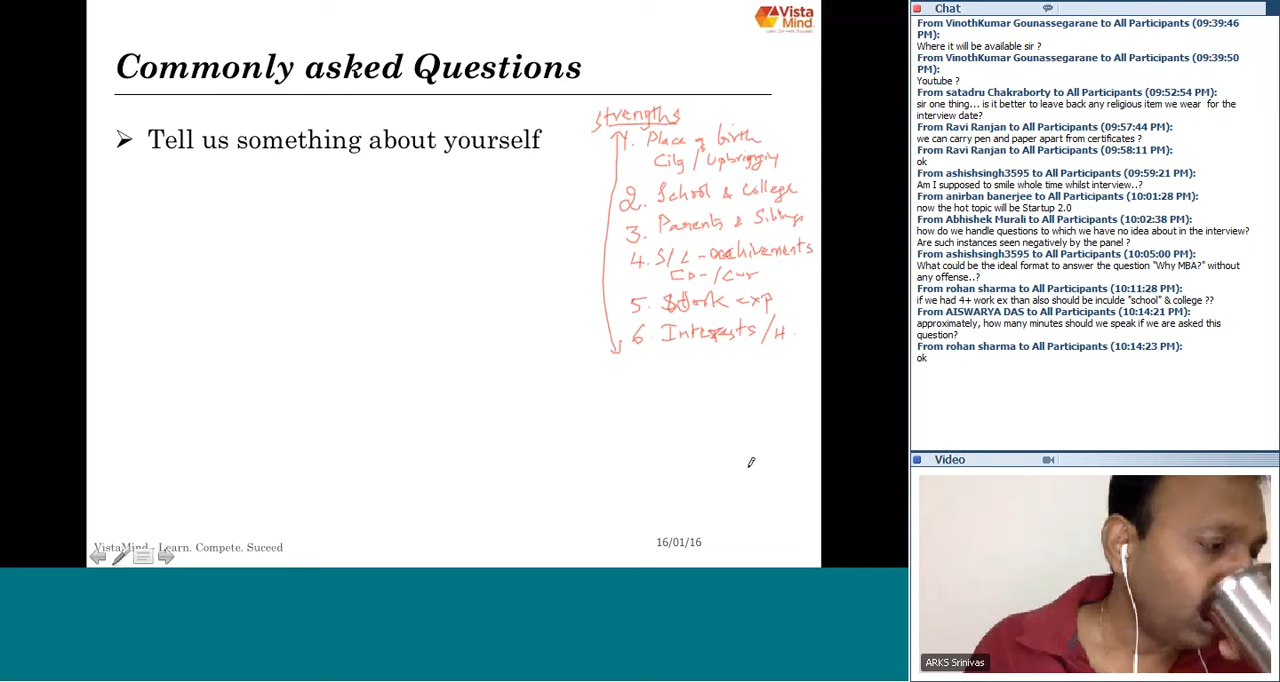 Vista
Mind
Commonly asked Questions
➢ Tell us something about yourself
Strengths
1. Place of birth
City /
2. School & College
3. Parents & Siblings
4. S/C - achivements
5. Work exp
6. Interests / H
VistaMind - Learn. Compete. Suceed
16/01/16
Chat
From VinothKumar Gounassegarane to All Participants (09:39:46
PM):
Where it will be available sir ?
From VinothKumar Gounassegarane to All Participants (09:39:50
PM):
Youtube ?
From satadru Chakraborty to All Participants (09:52:54 PM):
sir one thing... is it better to leave back any religious item we wear for the
interview date?
From Ravi Ranjan to All Participants (09:57:44 PM):
we can carry pen and paper apart from certificates ?
From Ravi Ranjan to All Participants (09:58:11 PM):
ok
From ashishsingh3595 to All Participants (09:59:21 PM):
Am I supposed to smile whole time whilst interview..?
From anirban banerjee to All Participants (10:01:28 PM):
now the hot topic will be Startup 2.0
From Abhishek Murali to All Participants (10:02:38 PM):
how do we handle questions to which we have no idea about in the interview?
Are such instances seen negatively by the panel ?
From ashishsingh3595 to All Participants (10:05:00 PM):
What could be the ideal format to answer the question "Why MBA?" without
any offense..?
From rohan sharma to All Participants (10:11:28 PM):
if we had 4+ work ex than also should be inculde "school" & college ??
From AISWARYA DAS to All Participants (10:14:21 PM):
approximately, how many minutes should we speak if we are asked this
question?
From rohan sharma to All Participants (10:14:23 PM):
ok
Video
ARKS Srinivas